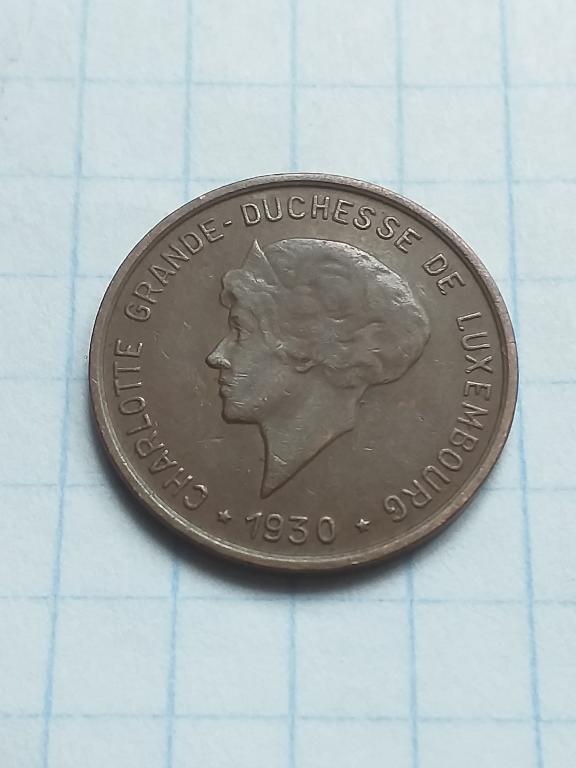 CHARLOTTE GRANDE-DUCHESSE DE LUXEMBOURG
★ 1930 ★